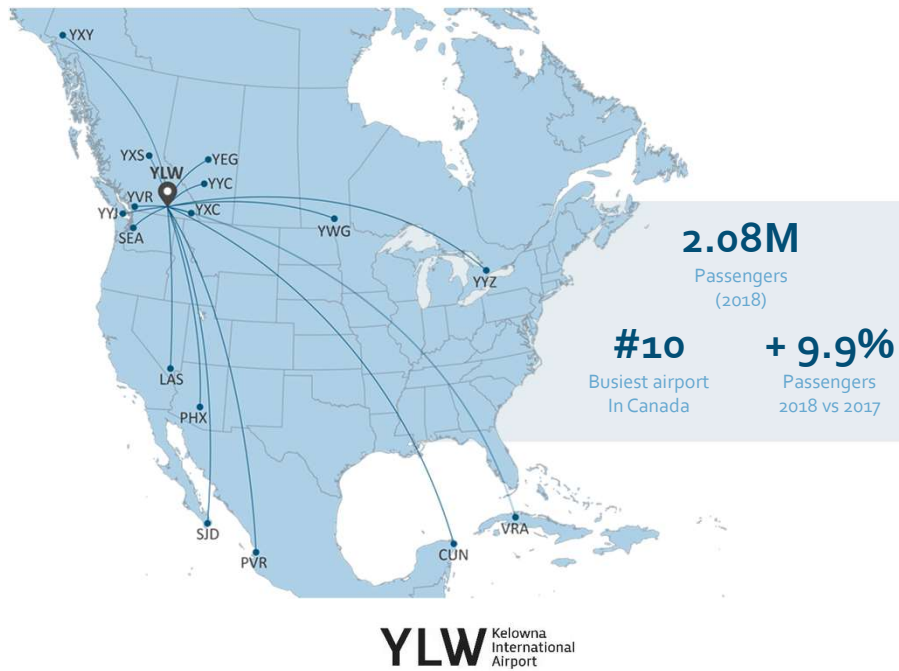 YXY
YXS
YEG
YLW
YYC
YVR
YYJ
YXC
SEA
YWG
YYZ
LAS
PHX
SJD
PVR
CUN
VRA
2.08M
Passengers
(2018)
#10
Busiest airport
In Canada
+ 9.9%
Passengers
2018 vs 2017
YLW
Kelowna
International
Airport